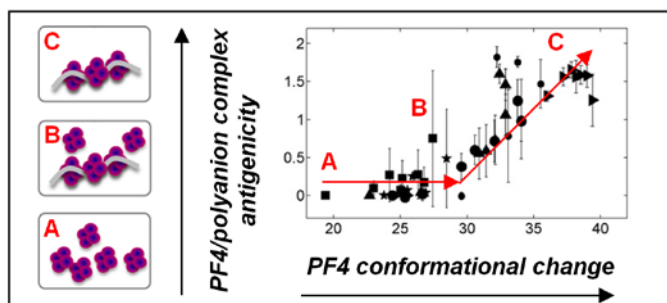 C
B
A
PF4/polyanion complex
antigenicity
2
1.5
1
0.5
0
A
B
C
20
25
30
35
40
PF4 conformational change